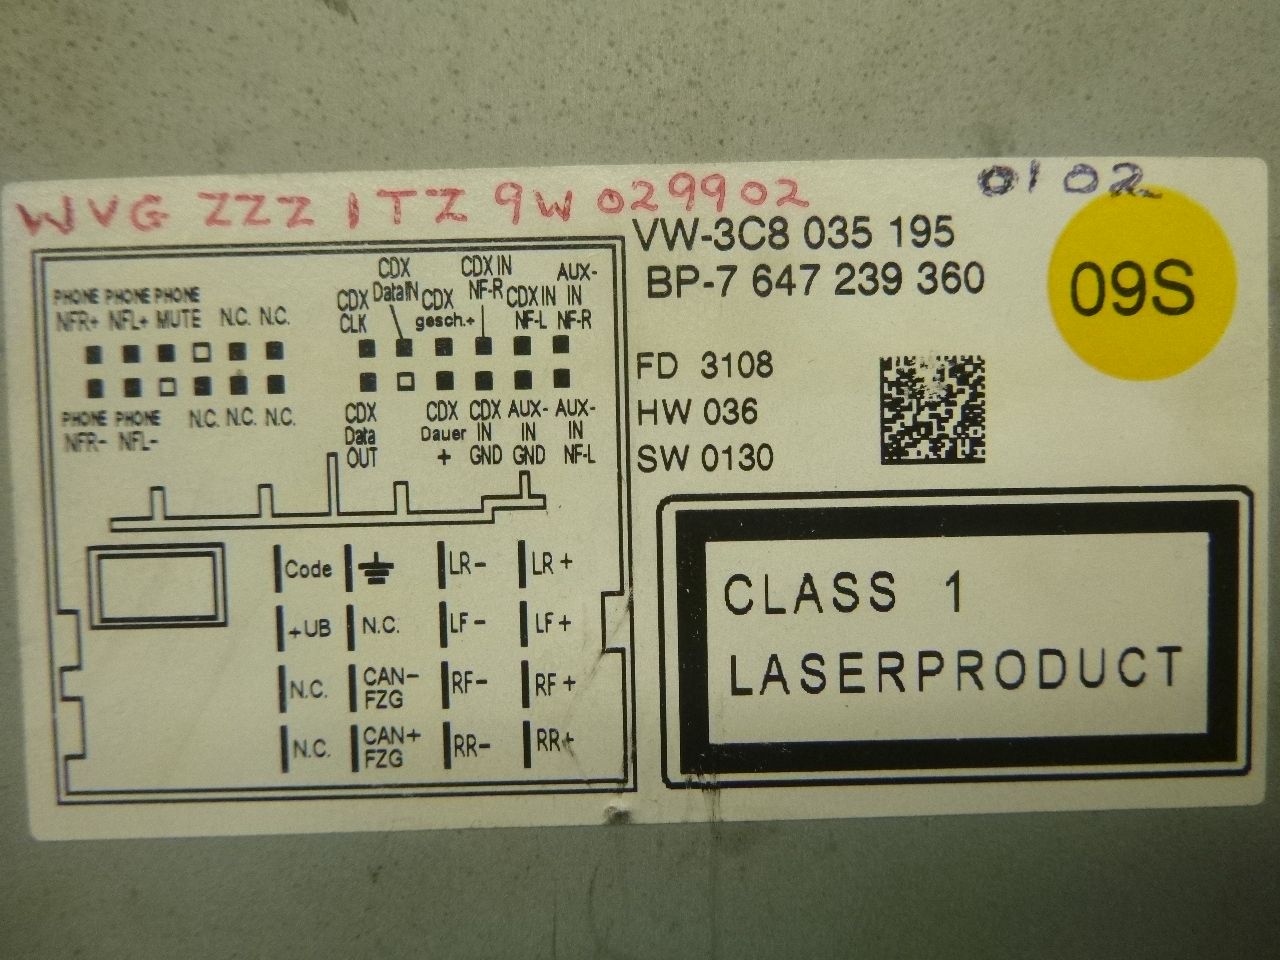 WVG ZZZ 1TZ 9W 029902
0102
VW-3C8 035 195
BP-7 647 239 360
09S
FD 3108
HW 036
SW 0130
CDX CDX IN AUX-
PHONE PHONE PHONE CDX Data IN CDX NF-R CDX IN IN
NFR+ NFL+ MUTE N.C. N.C. CLK gesch.+ NF-L NF-R
PHONE PHONE N.C. N.C. N.C. CDX CDX CDX AUX- AUX-
NFR- NFL- Data Dauer IN IN IN
OUT + GND GND NF-L
Code LR- LR+
+UB N.C. LF- LF+
N.C. CAN- FZG RF- RF+
N.C. CAN+ FZG RR- RR+
CLASS 1
LASERPRODUCT